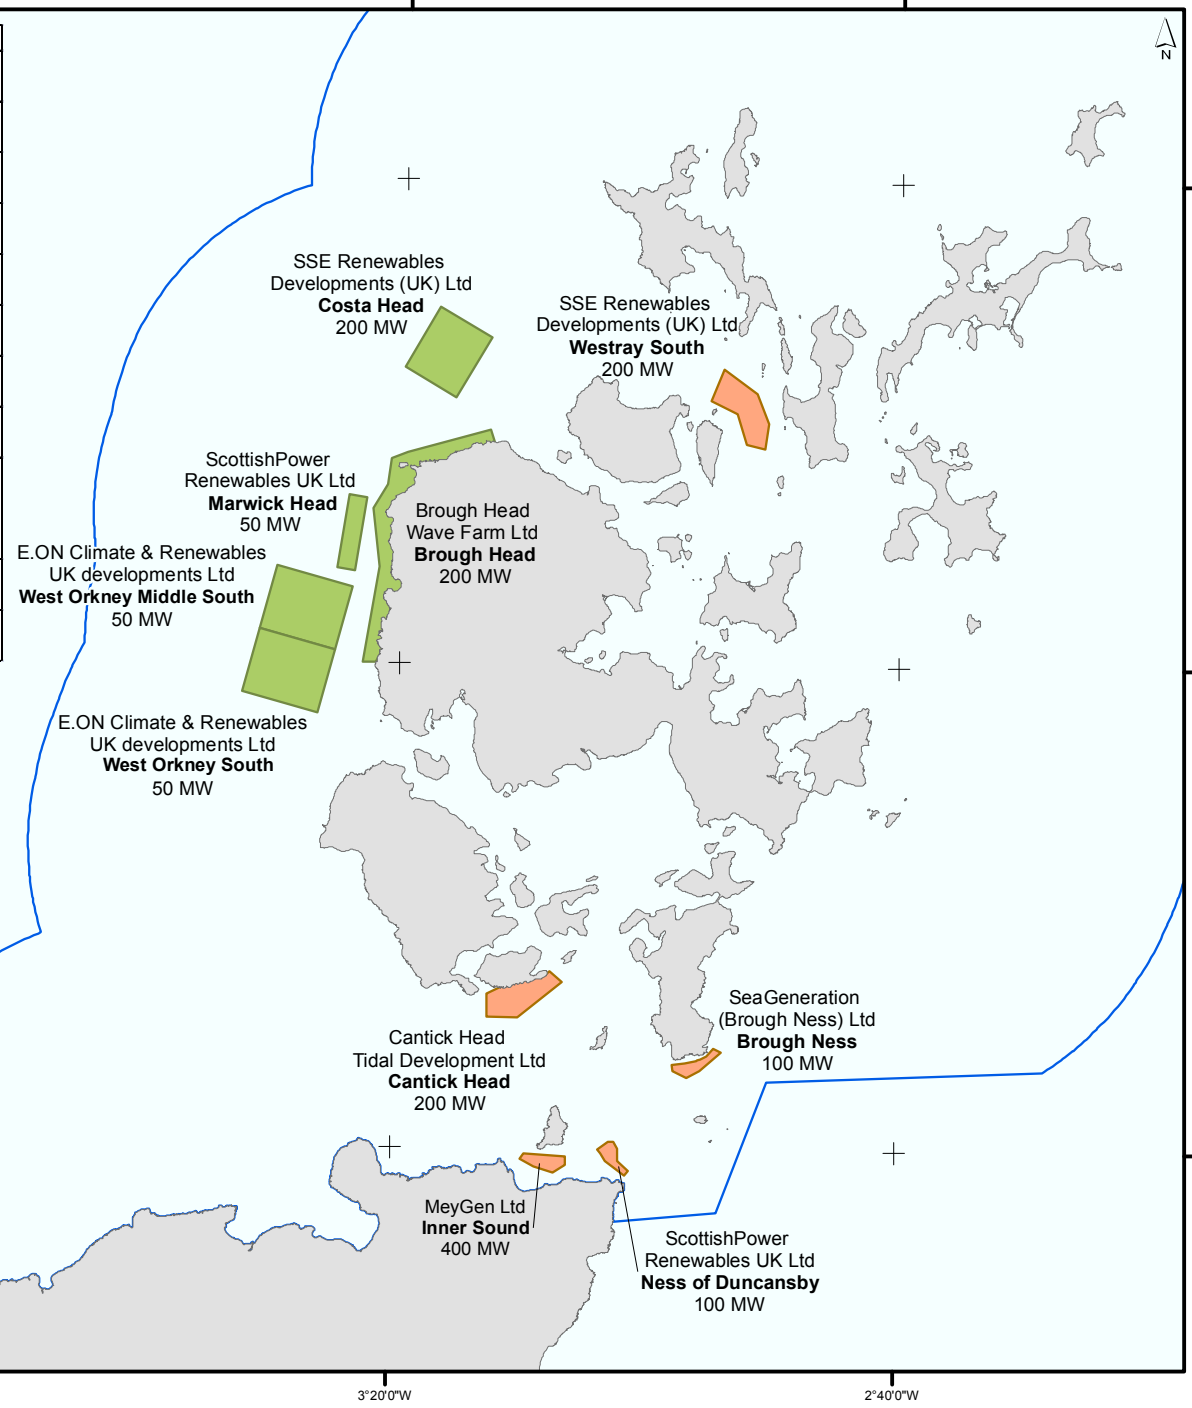 N
SSE Renewables
Developments (UK) Ltd
Costa Head
200 MW
SSE Renewables
Developments (UK) Ltd
Westray South
200 MW
ScottishPower
Renewables UK Ltd
Marwick Head
50 MW
Brough Head
Wave Farm Ltd
Brough Head
200 MW
E.ON Climate & Renewables
UK developments Ltd
West Orkney Middle South
50 MW
E.ON Climate & Renewables
UK developments Ltd
West Orkney South
50 MW
SeaGeneration
(Brough Ness) Ltd
Brough Ness
100 MW
Cantick Head
Tidal Development Ltd
Cantick Head
200 MW
MeyGen Ltd
Inner Sound
400 MW
ScottishPower
Renewables UK Ltd
Ness of Duncansby
100 MW
3°20'0"W
2°40'0"W